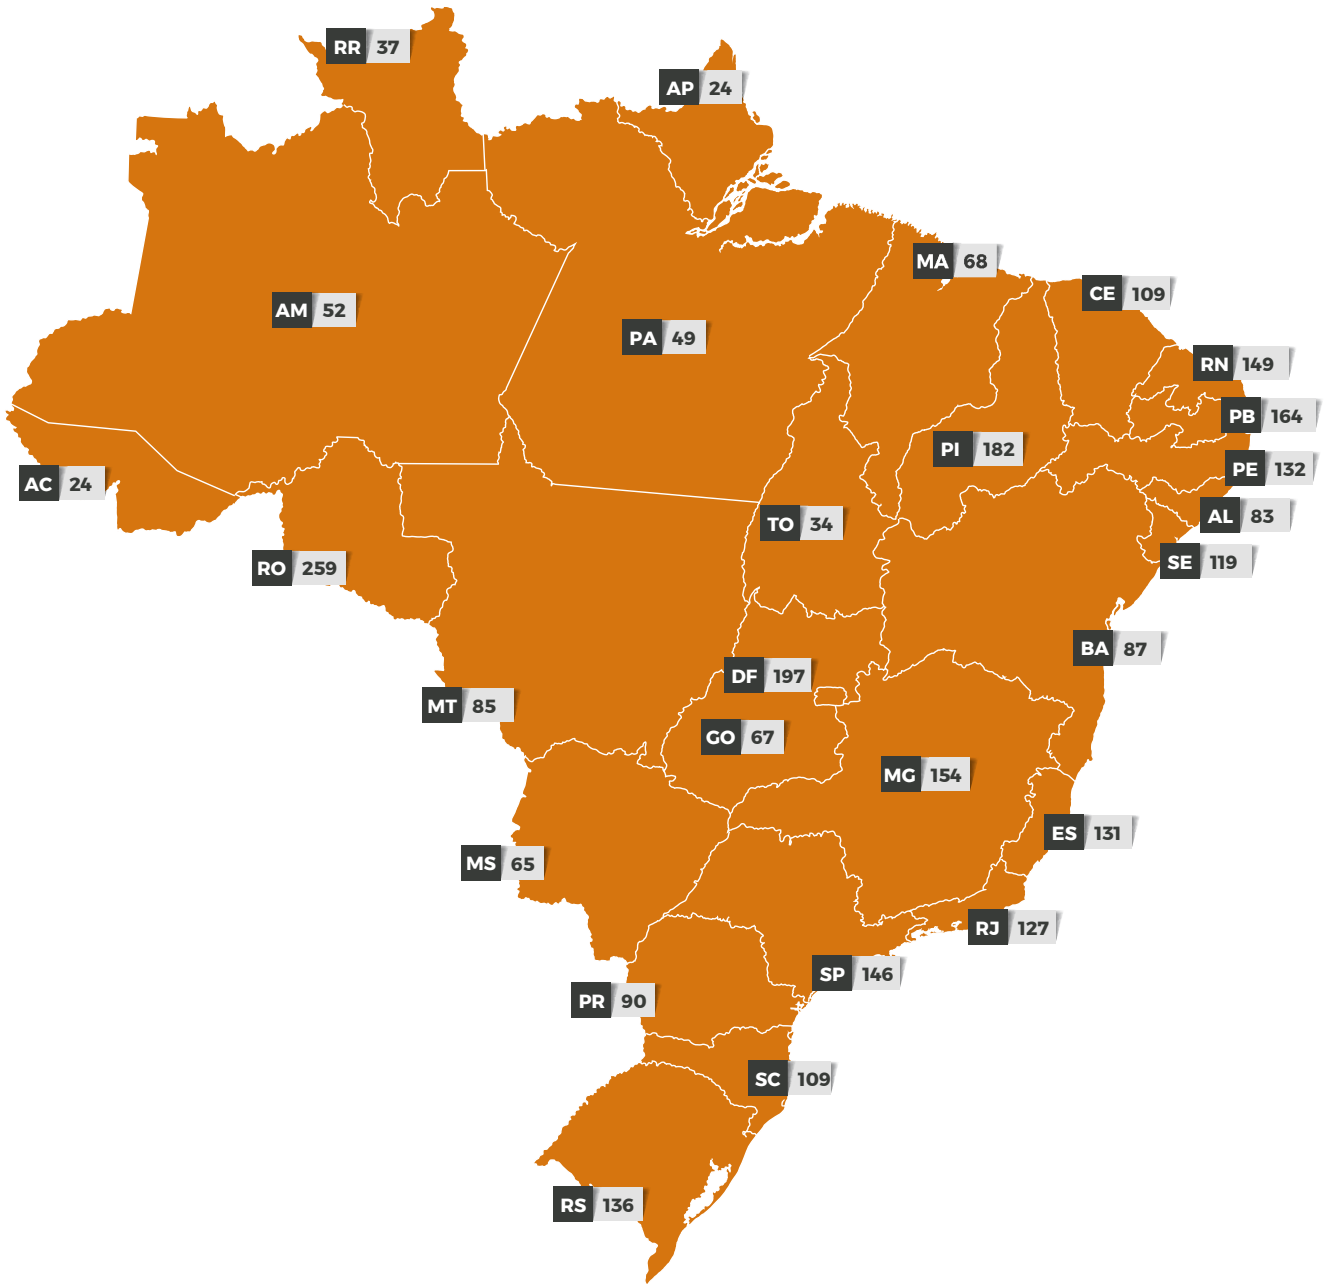 RR 37
AP 24
MA 68
CE 109
AM 52
PA 49
RN 149
PB 164
PI 182
PE 132
AC 24
AL 83
TO 34
SE 119
RO 259
BA 87
DF 197
MT 85
GO 67
MG 154
ES 131
MS 65
RJ 127
SP 146
PR 90
SC 109
RS 136